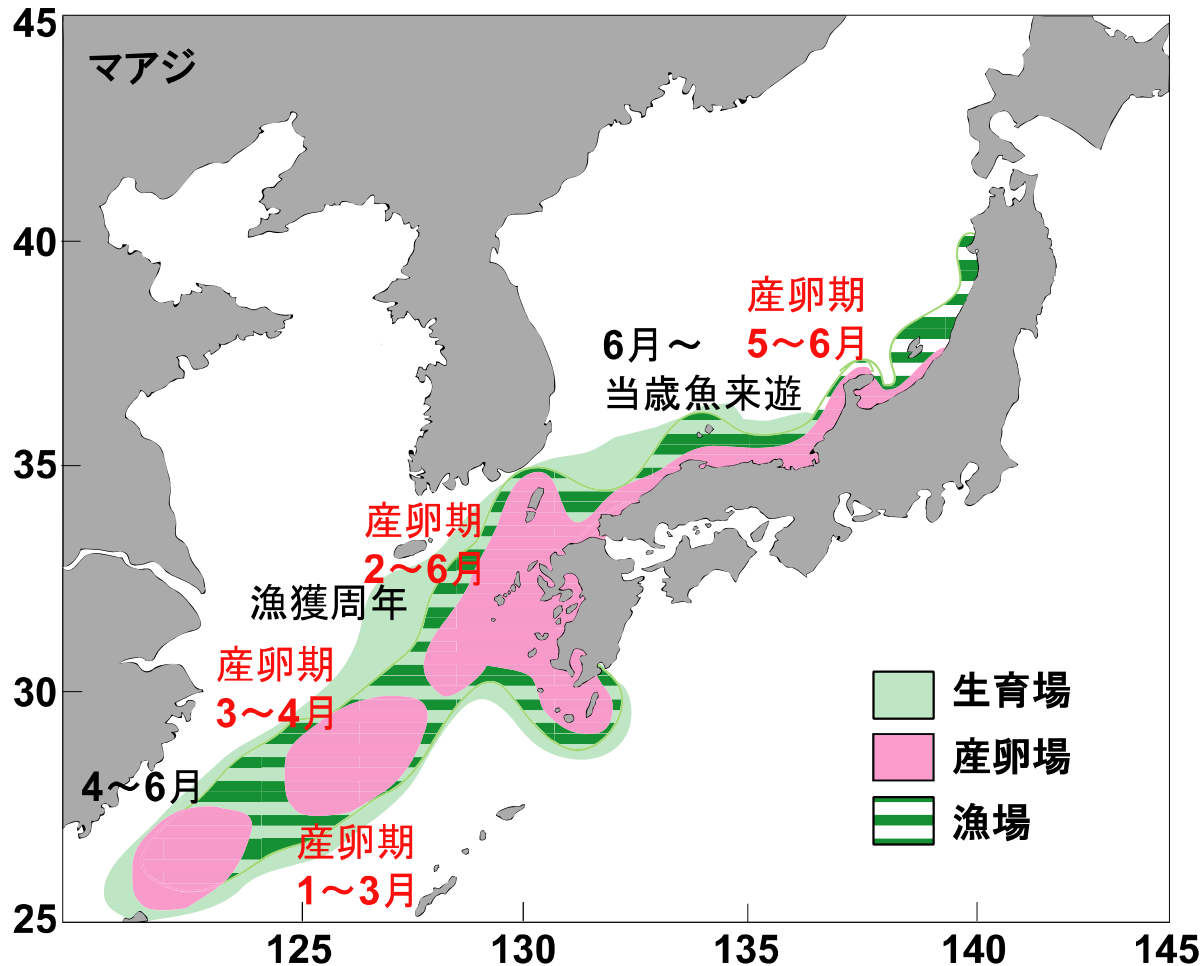 45
マアジ
40
産卵期
5～6月
6月～
当歳魚来遊
35
産卵期
2～6月
漁獲周年
産卵期
3～4月
30
生育場
産卵場
漁場
4～6月
産卵期
1～3月
25
125
130
135
140
145